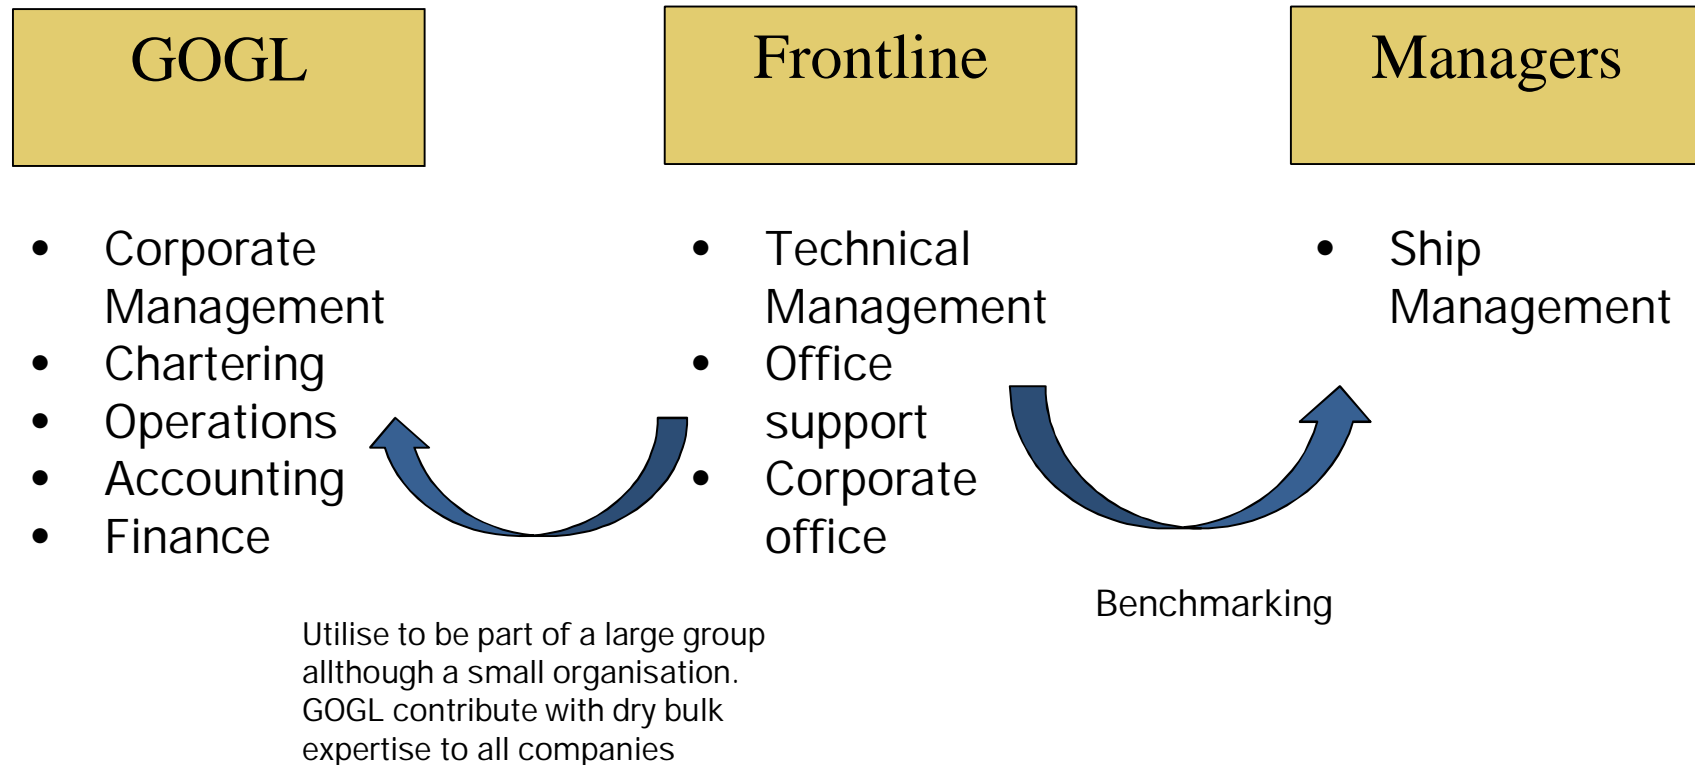 GOGL
Frontline
Managers
• Corporate
Management
• Chartering
• Operations
• Accounting
• Finance
• Technical
Management
• Office
support
• Corporate
office
• Ship
Management
Utilise to be part of a large group
allthough a small organisation.
GOGL contribute with dry bulk
expertise to all companies
Benchmarking